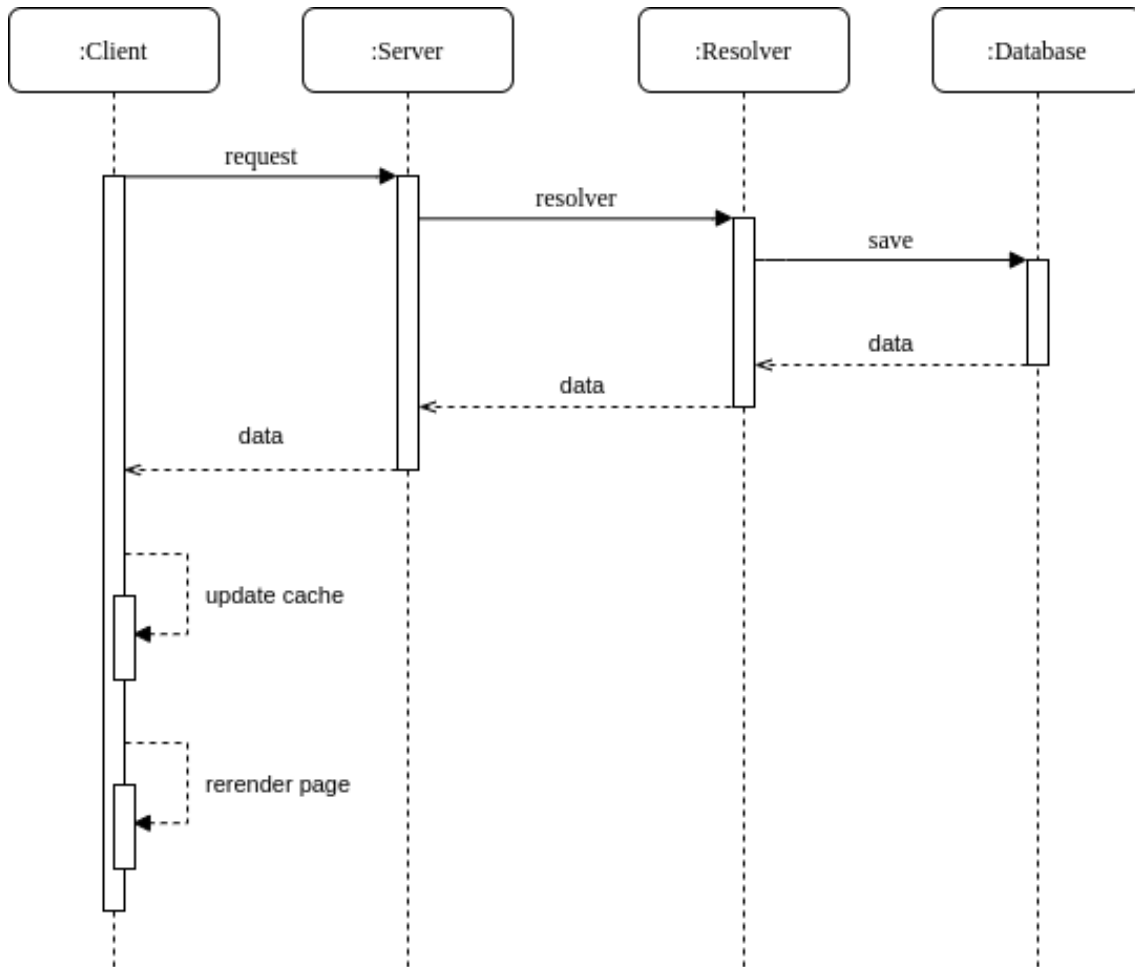 :Client
:Server
:Resolver
:Database
request
resolver
save
data
data
data
update cache
rerender page